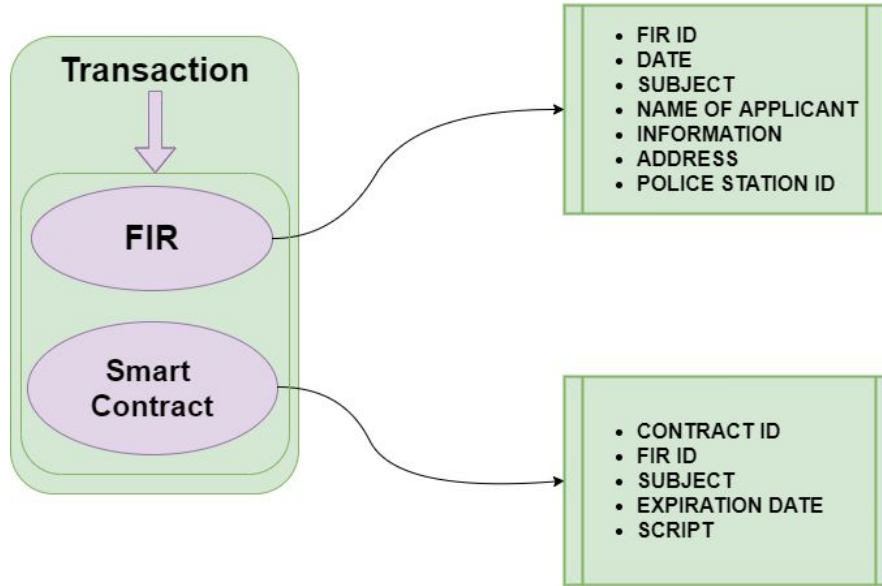 Transaction
FIR
Smart
Contract
• FIR ID
• DATE
• SUBJECT
• NAME OF APPLICANT
• INFORMATION
• ADDRESS
• POLICE STATION ID
• CONTRACT ID
• FIR ID
• SUBJECT
• EXPIRATION DATE
• SCRIPT